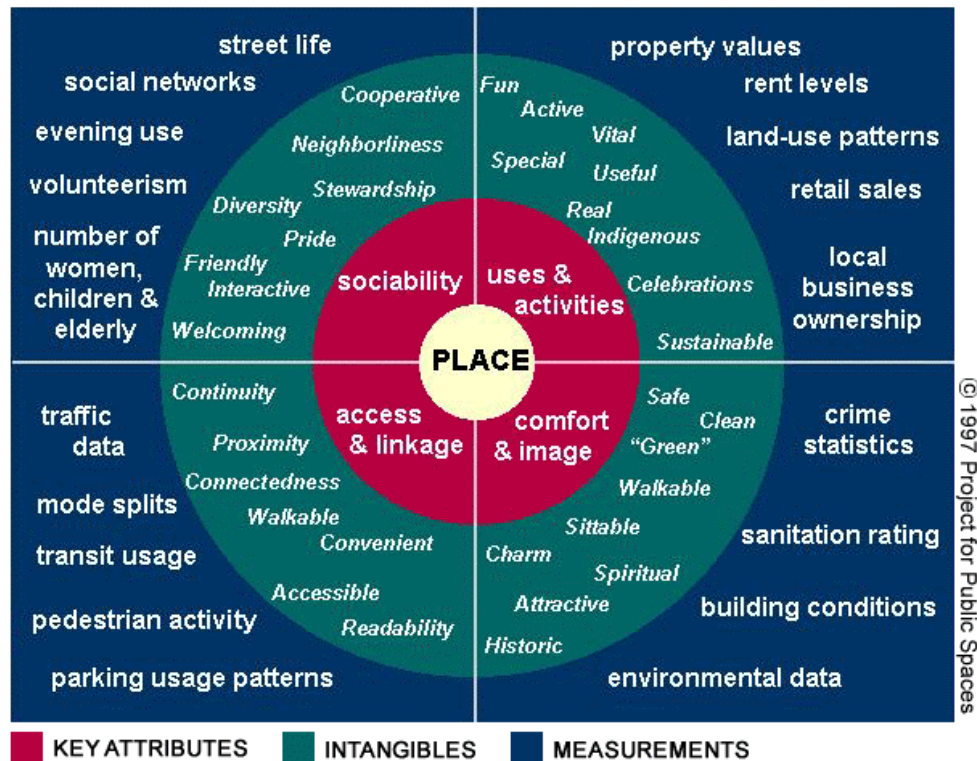 street life
social networks
evening use
volunteerism
number of
women,
children &
elderly
Cooperative
Neighborliness
Stewardship
Diversity
Pride
Friendly
Interactive
Welcoming
sociability
property values
rent levels
land-use patterns
retail sales
local
business
ownership
Fun
Active
Vital
Special
Useful
Real
Indigenous
Celebrations
Sustainable
uses &
activities
PLACE
access
& linkage
Continuity
Proximity
Connectedness
Walkable
Convenient
Accessible
Readability
traffic
data
mode splits
transit usage
pedestrian activity
parking usage patterns
comfort
& image
Safe
Clean
“Green”
Walkable
Sittable
Charm
Spiritual
Attractive
Historic
crime
statistics
sanitation rating
building conditions
environmental data
© 1997 Project for Public Spaces
KEY ATTRIBUTES
INTANGIBLES
MEASUREMENTS